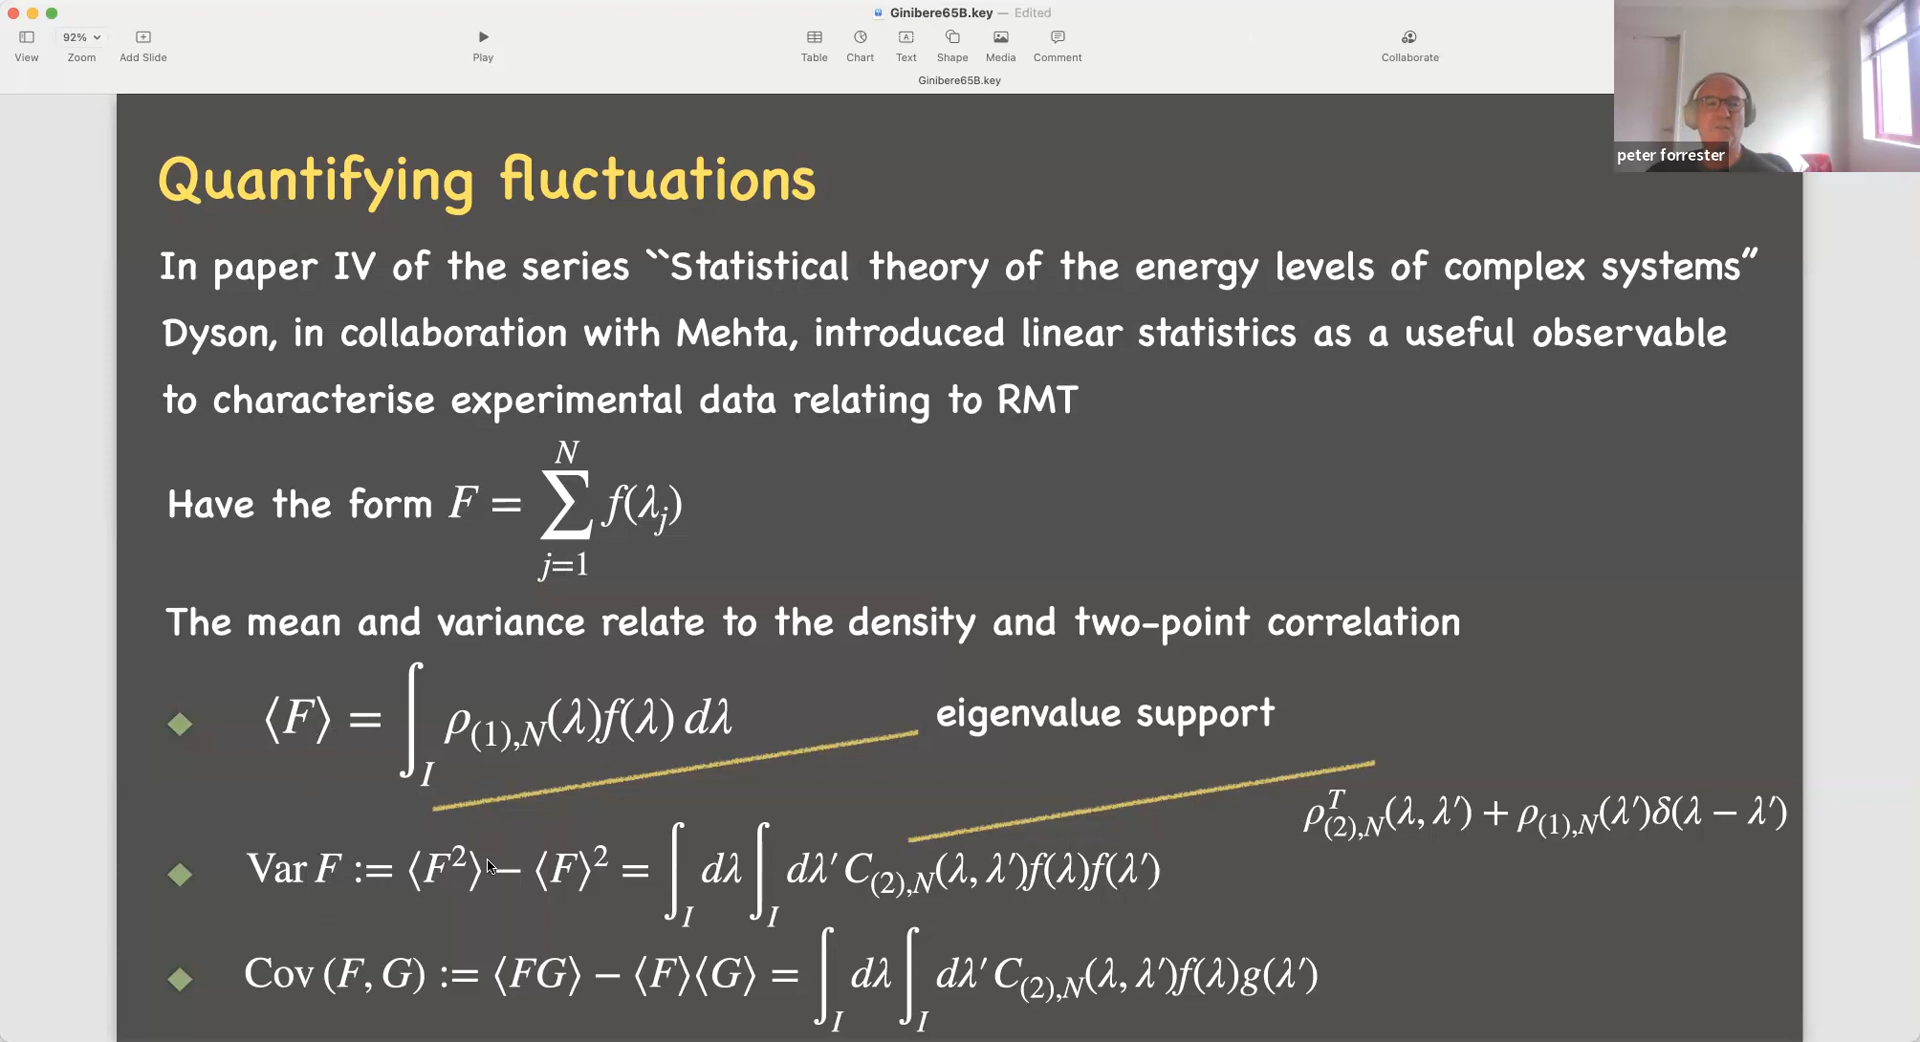 Ginibere65B.key — Edited
92%
View
Zoom
Add Slide
Play
Table
Chart
Text
Shape
Media
Comment
Collaborate
Ginibere65B.key
peter forrester
Quantifying fluctuations
In paper IV of the series ``Statistical theory of the energy levels of complex systems”
Dyson, in collaboration with Mehta, introduced linear statistics as a useful observable
to characterise experimental data relating to RMT
Have the form F = ∑_{j=1}^{N} f(λ_j)
The mean and variance relate to the density and two-point correlation
⟨F⟩ = ∫_I ρ_{(1),N}(λ)f(λ) dλ
eigenvalue support
ρ^T_{(2),N}(λ, λ′) + ρ_{(1),N}(λ′)δ(λ − λ′)
Var F := ⟨F²⟩ − ⟨F⟩² = ∫_I dλ ∫_I dλ′ C_{(2),N}(λ, λ′)f(λ)f(λ′)
Cov (F, G) := ⟨FG⟩ − ⟨F⟩⟨G⟩ = ∫_I dλ ∫_I dλ′ C_{(2),N}(λ, λ′)f(λ)g(λ′)